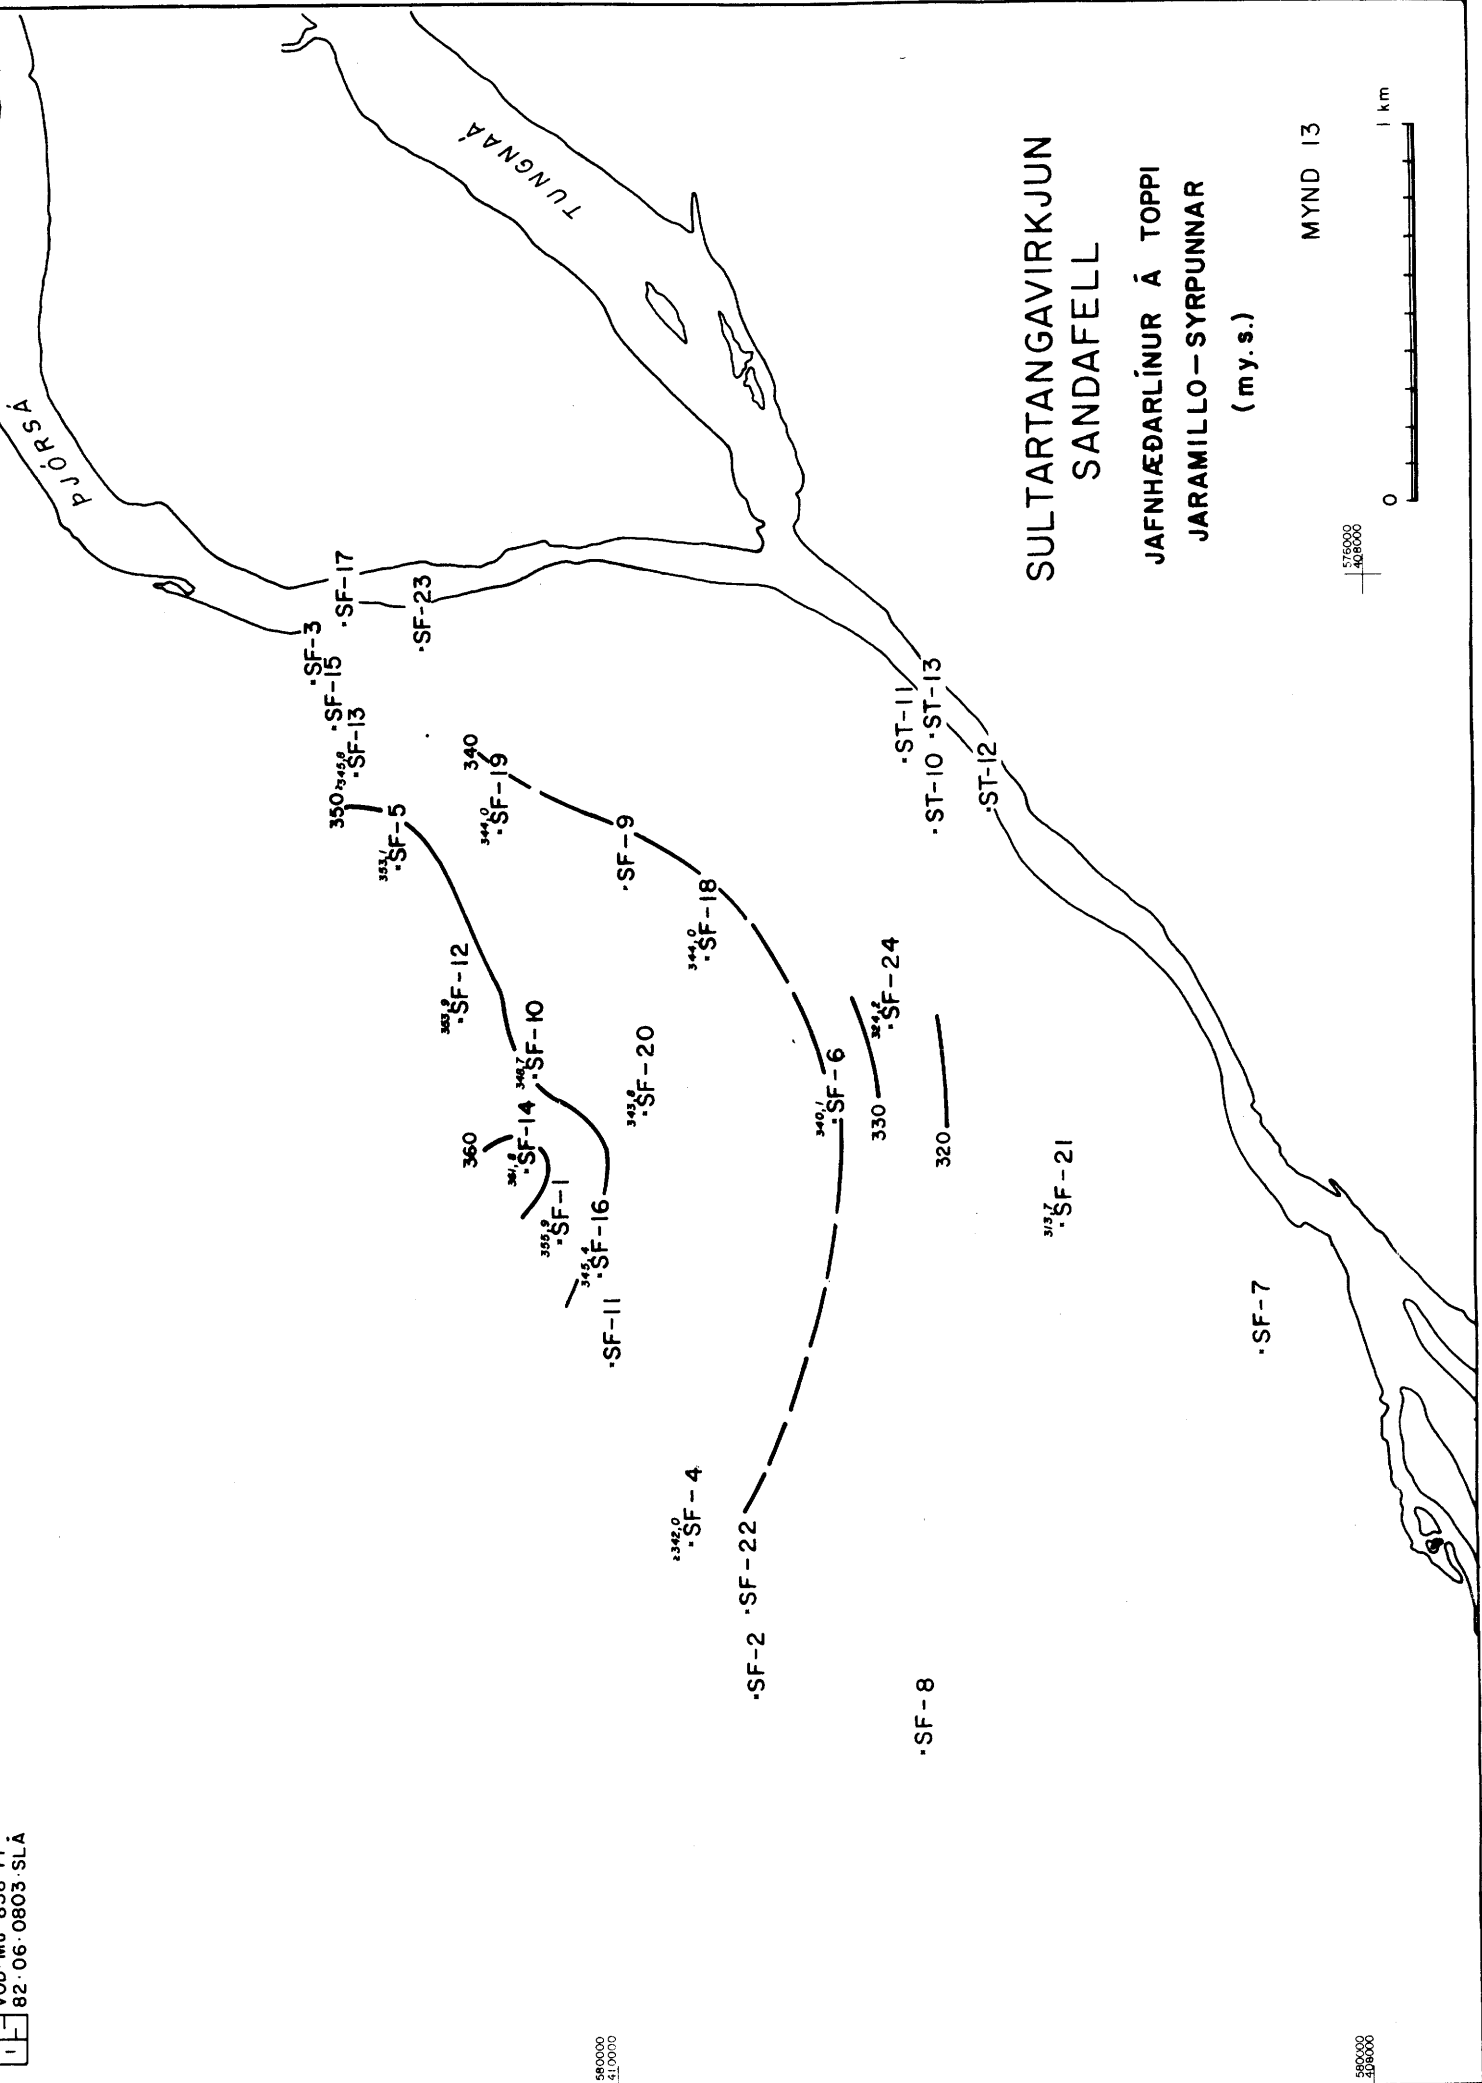 82·06·0803·SLÁ
ÞJÓRSÁ
TUNGNAÁ
SULTARTANGAVIRKJUN
SANDAFELL
JAFNHÆÐARLÍNUR Á TOPPI
JARAMILLO–SYRPUNNAR
(m y. s.)
MYND 13
0
1 km
576000
408000
580000
410000
580000
408000
SF-3
SF-17
SF-15
SF-23
SF-13
350
345,8
353,1
SF-5
340
344,0
SF-19
SF-9
344,0
SF-18
SF-12
348,7
SF-10
343,8
SF-20
360
361,8
SF-14
355,9
SF-1
345,4
SF-16
SF-11
340,1
SF-6
330
324,2
SF-24
320
313,7
SF-21
SF-7
≥342,0
SF-4
SF-22
SF-2
SF-8
ST-11
ST-13
ST-10
ST-12